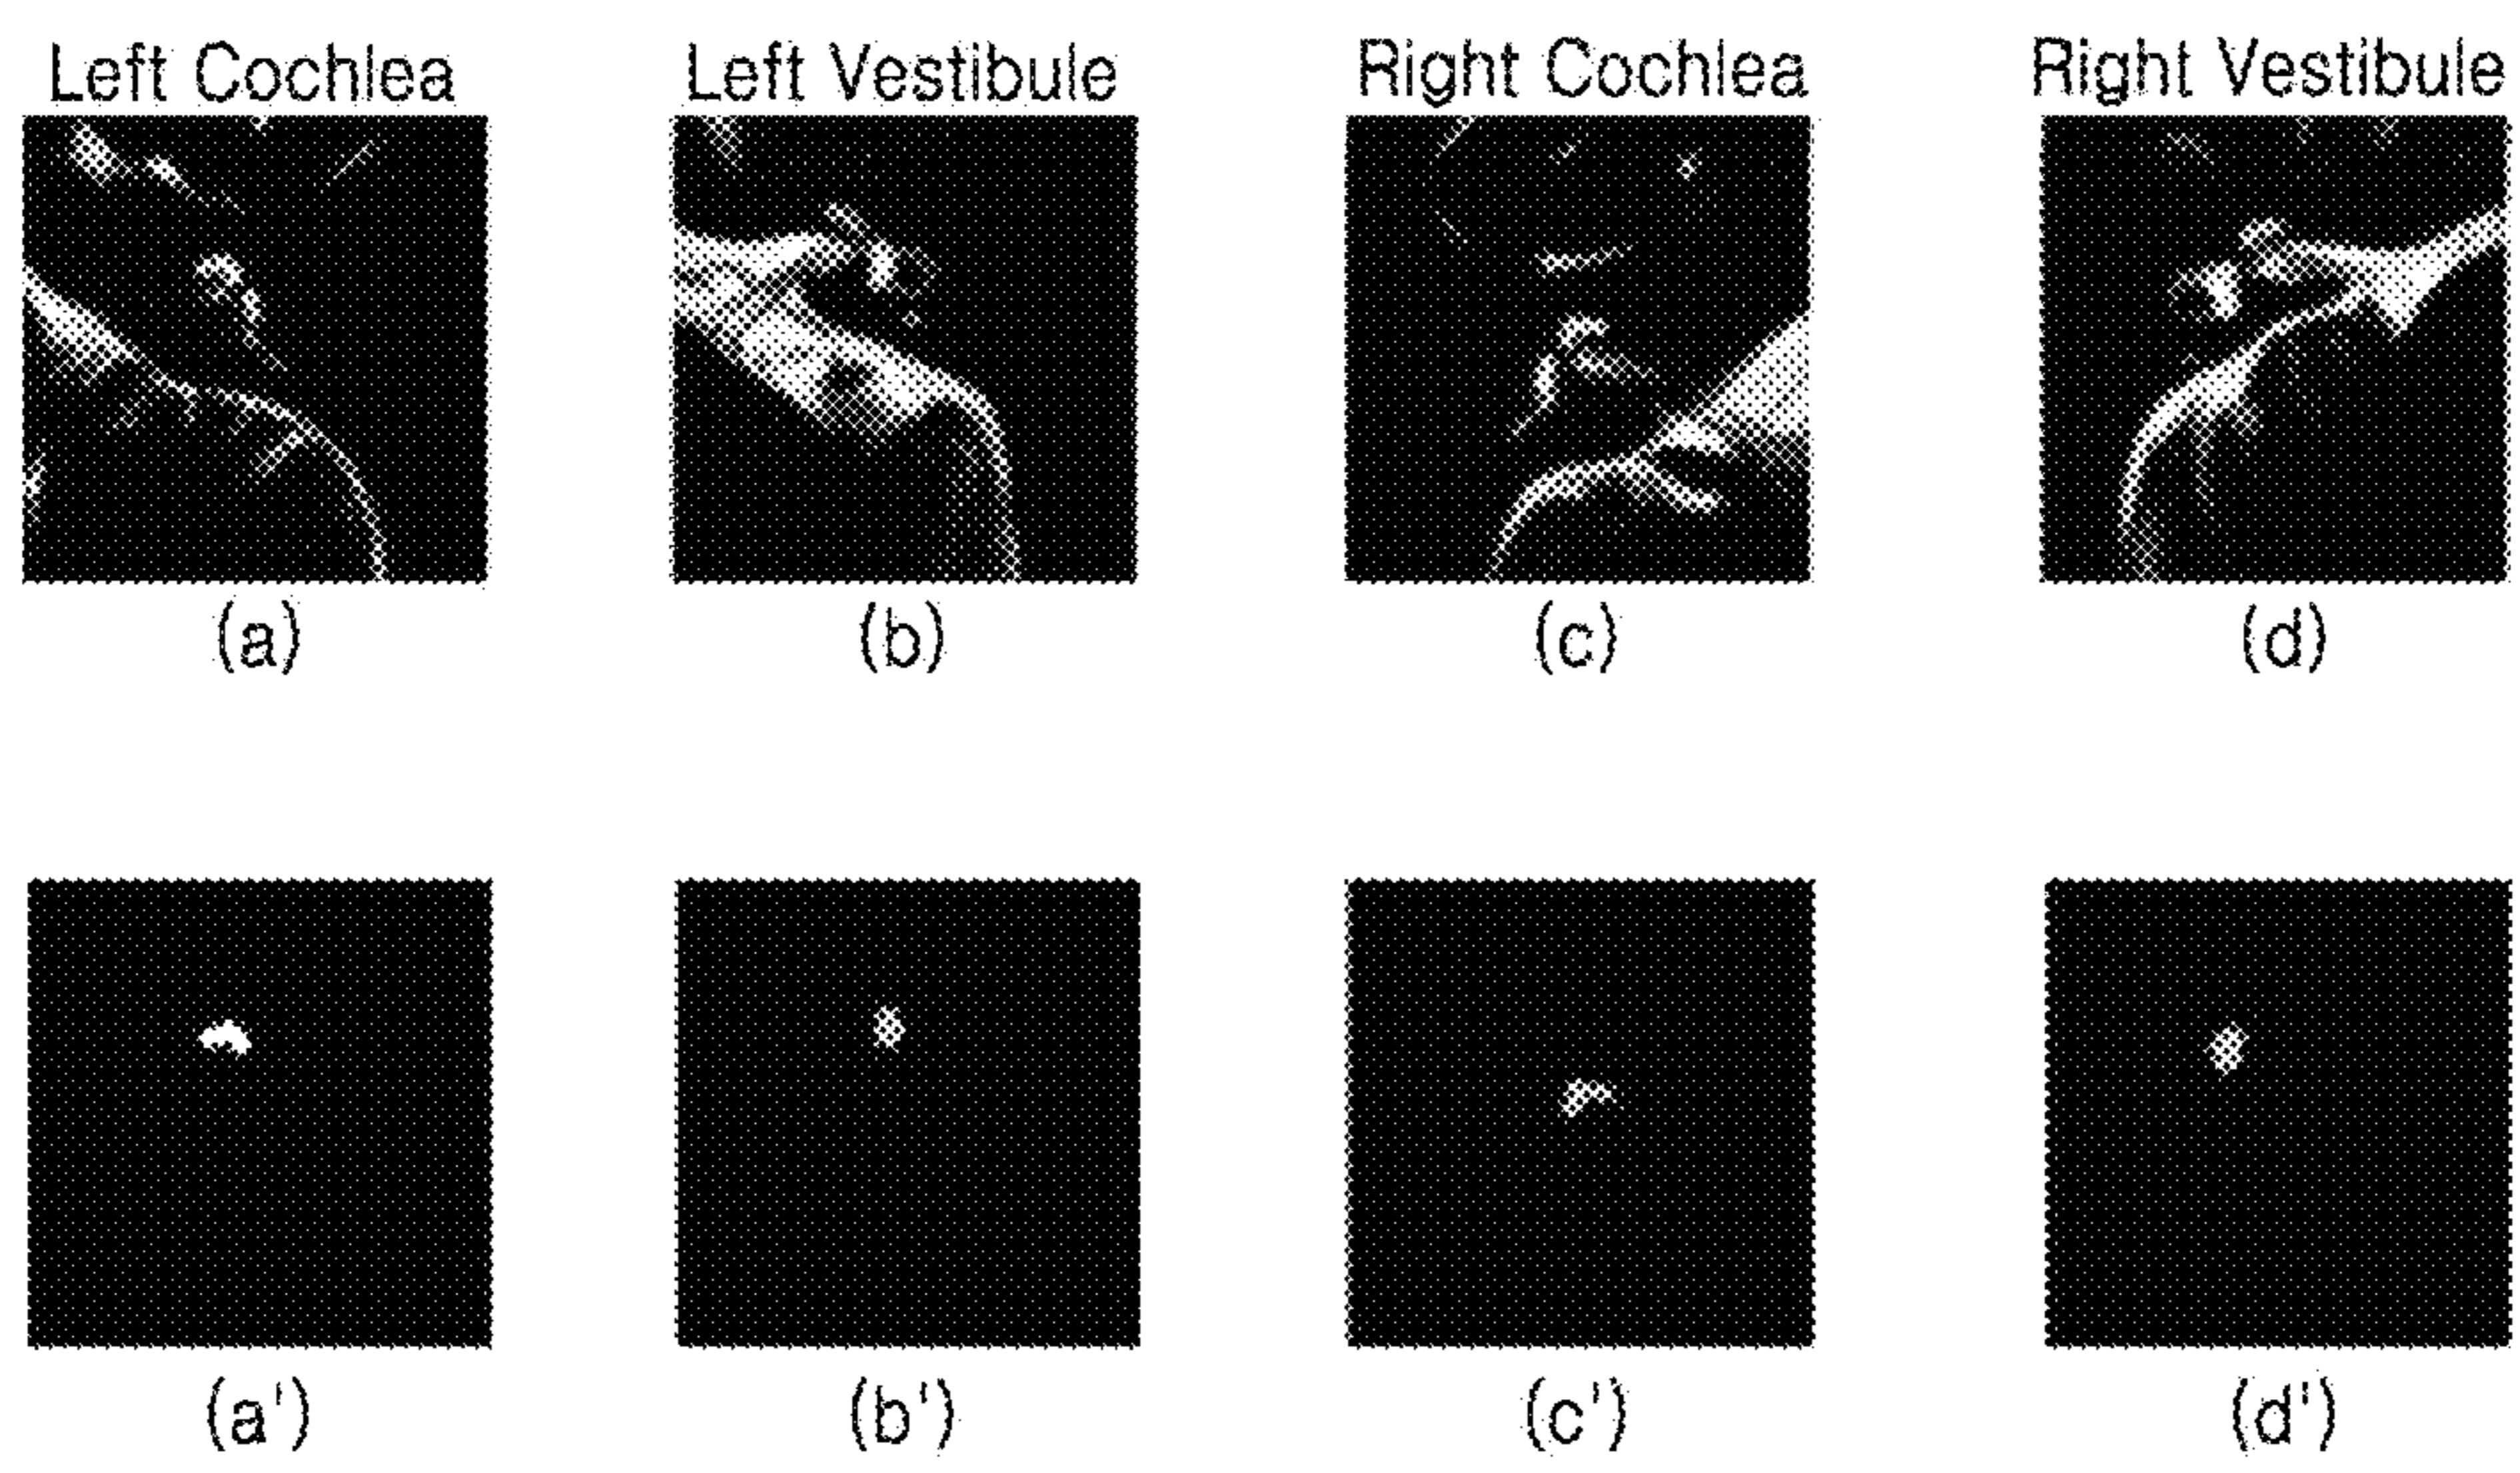 Left Cochlea Left Vestibule Right Cochlea Right Vestibule
(a) (b) (c) (d)
(a') (b') (c') (d')